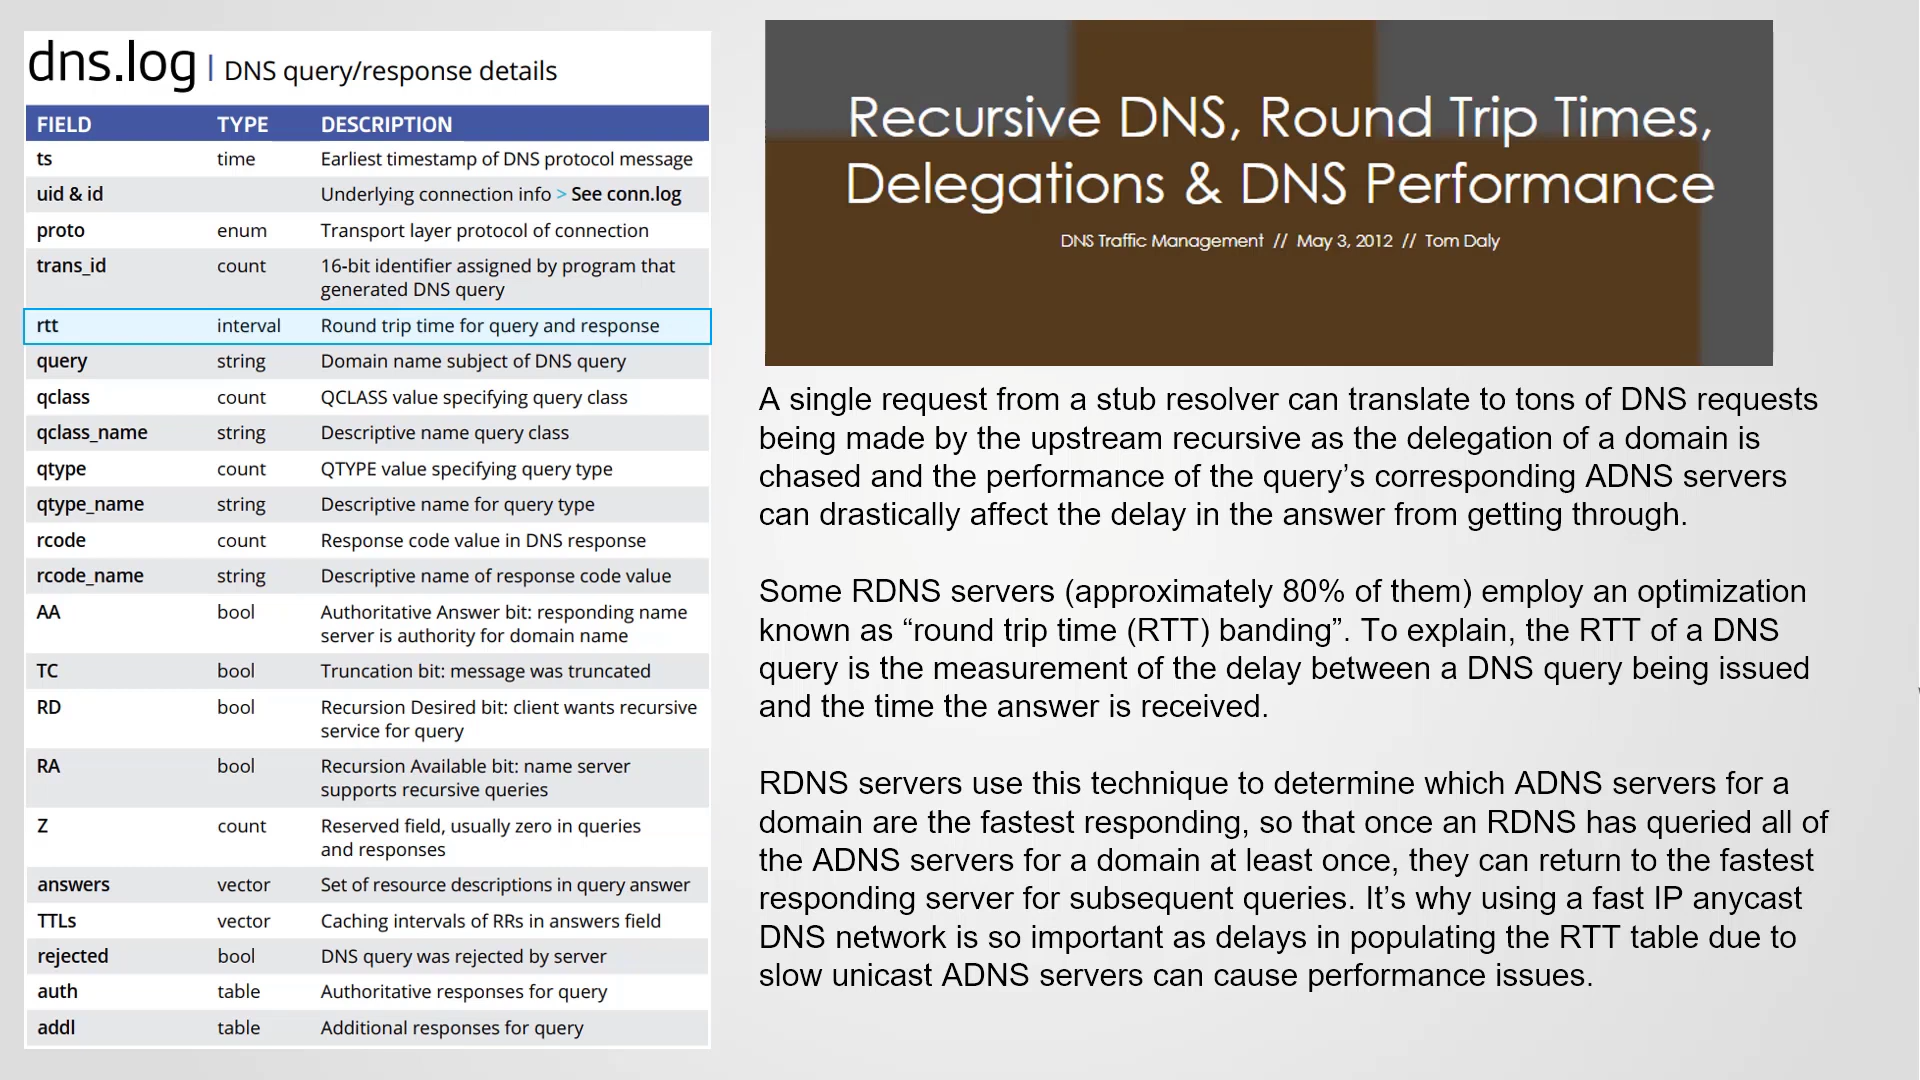 dns.log | DNS query/response details
FIELD TYPE DESCRIPTION
ts time Earliest timestamp of DNS protocol message
uid & id Underlying connection info > See conn.log
proto enum Transport layer protocol of connection
trans_id count 16-bit identifier assigned by program that
generated DNS query
rtt interval Round trip time for query and response
query string Domain name subject of DNS query
qclass count QCLASS value specifying query class
qclass_name string Descriptive name query class
qtype count QTYPE value specifying query type
qtype_name string Descriptive name for query type
rcode count Response code value in DNS response
rcode_name string Descriptive name of response code value
AA bool Authoritative Answer bit: responding name
server is authority for domain name
TC bool Truncation bit: message was truncated
RD bool Recursion Desired bit: client wants recursive
service for query
RA bool Recursion Available bit: name server
supports recursive queries
Z count Reserved field, usually zero in queries
and responses
answers vector Set of resource descriptions in query answer
TTLs vector Caching intervals of RRs in answers field
rejected bool DNS query was rejected by server
auth table Authoritative responses for query
addl table Additional responses for query
Recursive DNS, Round Trip Times,
Delegations & DNS Performance
DNS Traffic Management // May 3, 2012 // Tom Daly
A single request from a stub resolver can translate to tons of DNS requests
being made by the upstream recursive as the delegation of a domain is
chased and the performance of the query’s corresponding ADNS servers
can drastically affect the delay in the answer from getting through.
Some RDNS servers (approximately 80% of them) employ an optimization
known as “round trip time (RTT) banding”. To explain, the RTT of a DNS
query is the measurement of the delay between a DNS query being issued
and the time the answer is received.
RDNS servers use this technique to determine which ADNS servers for a
domain are the fastest responding, so that once an RDNS has queried all of
the ADNS servers for a domain at least once, they can return to the fastest
responding server for subsequent queries. It’s why using a fast IP anycast
DNS network is so important as delays in populating the RTT table due to
slow unicast ADNS servers can cause performance issues.